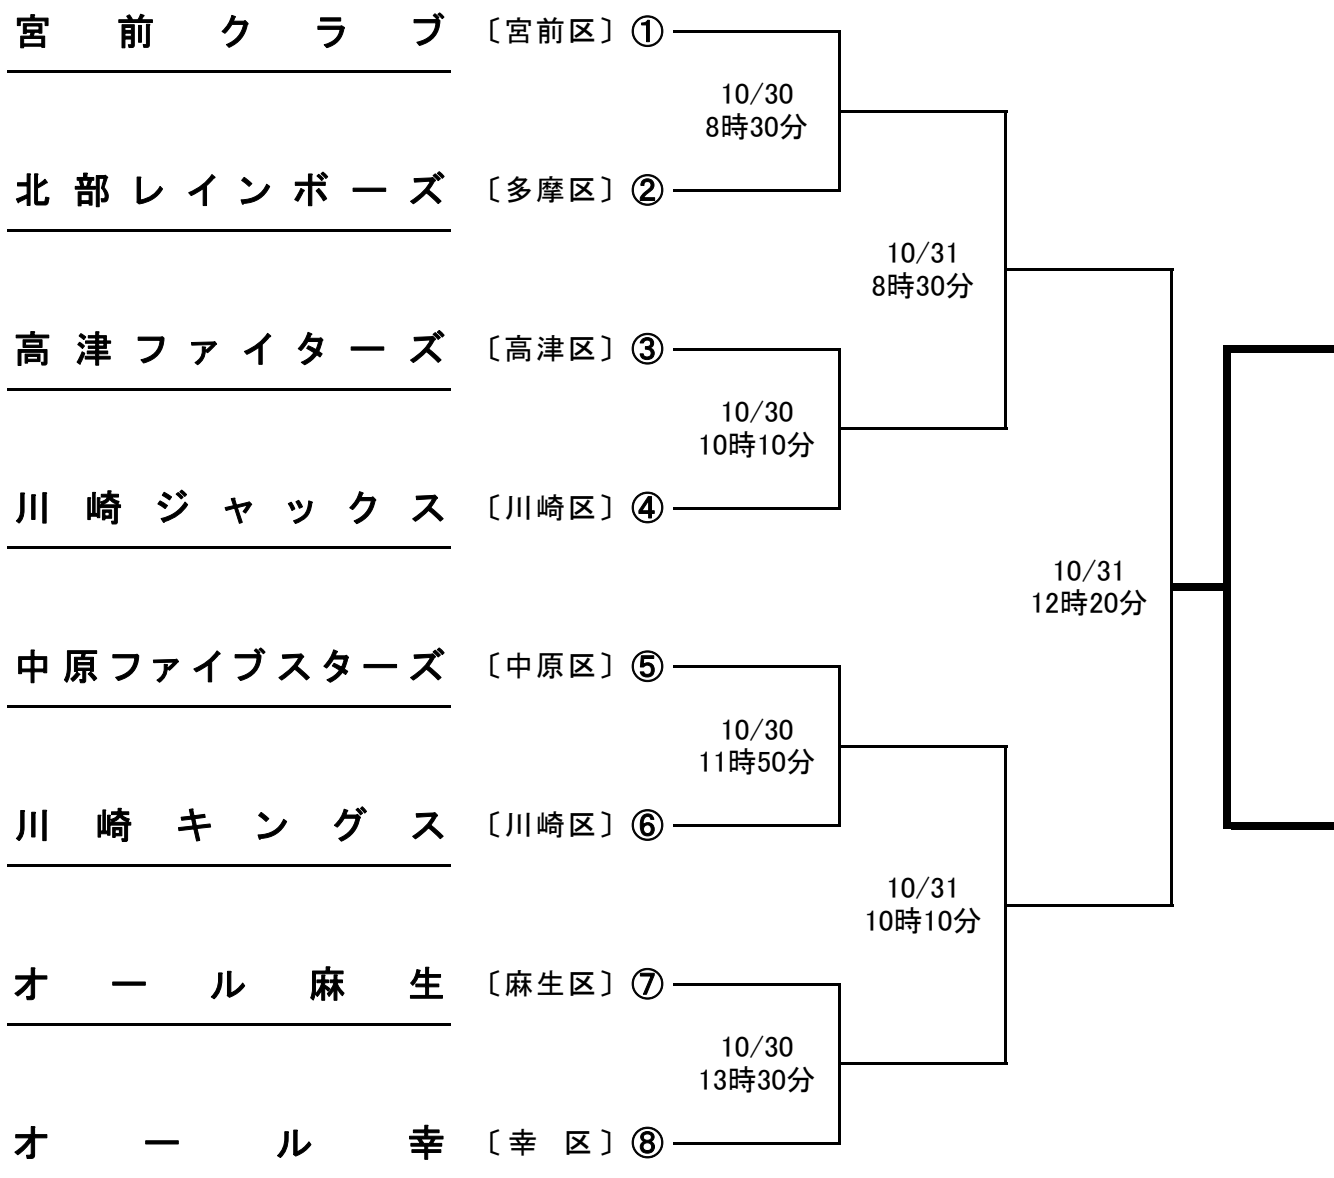 宮前クラブ 〔宮前区〕 ①
10/30
8時30分
北部レインボーズ 〔多摩区〕 ②
10/31
8時30分
高津ファイターズ 〔高津区〕 ③
10/30
10時10分
川崎ジャックス 〔川崎区〕 ④
10/31
12時20分
中原ファイブスターズ 〔中原区〕 ⑤
10/30
11時50分
川崎キングス 〔川崎区〕 ⑥
10/31
10時10分
オール麻生 〔麻生区〕 ⑦
10/30
13時30分
オール幸 〔幸区〕 ⑧